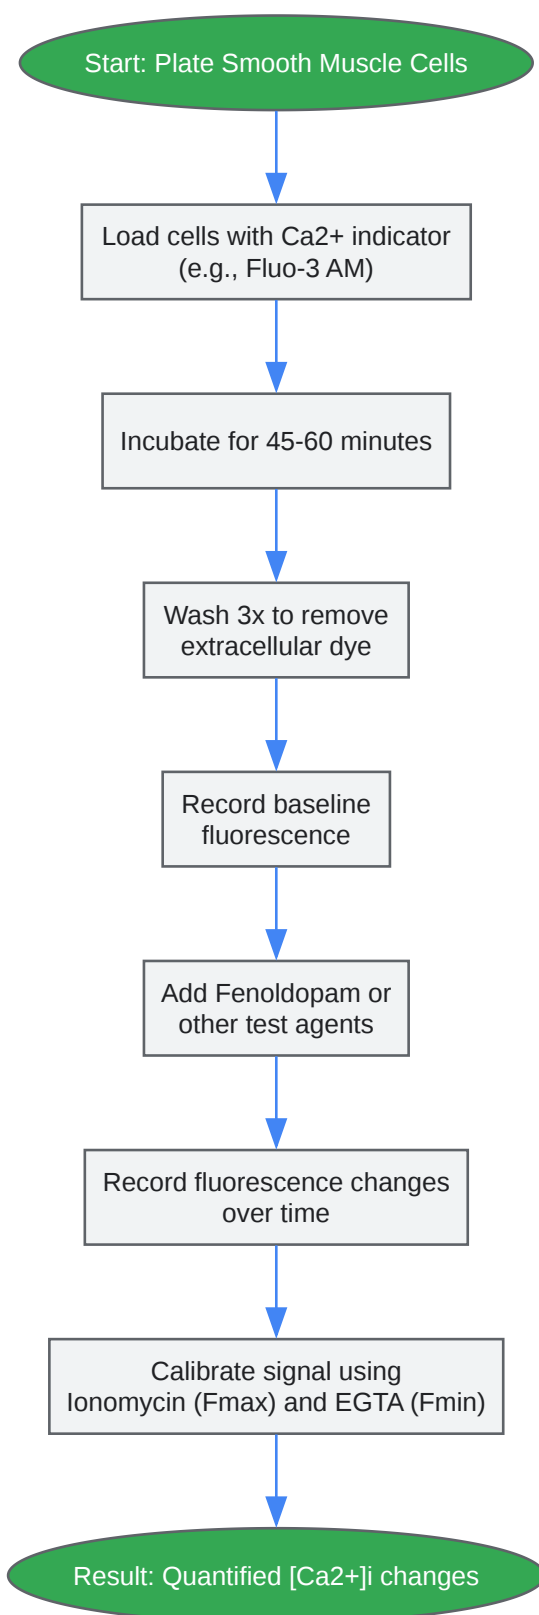 Start: Plate Smooth Muscle Cells
Load cells with Ca2+ indicator
(e.g., Fluo-3 AM)
Incubate for 45-60 minutes
Wash 3x to remove
extracellular dye
Record baseline
fluorescence
Add Fenoldopam or
other test agents
Record fluorescence changes
over time
Calibrate signal using
Ionomycin (Fmax) and EGTA (Fmin)
Result: Quantified [Ca2+]i changes